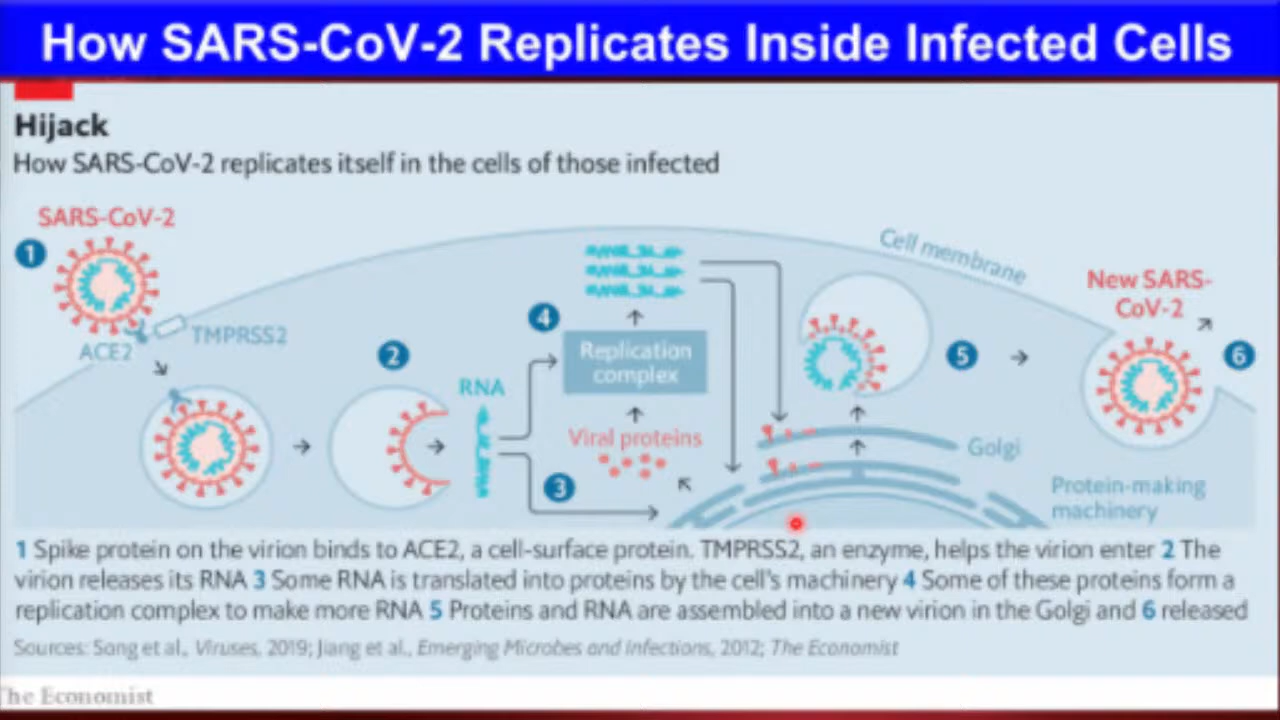 How SARS-CoV-2 Replicates Inside Infected Cells
Hijack
How SARS-CoV-2 replicates itself in the cells of those infected
SARS-CoV-2
1
ACE2
TMPRSS2
2
RNA
3
4
Replication
complex
Viral proteins
Cell membrane
5
Golgi
Protein-making
machinery
New SARS-
CoV-2
6
1 Spike protein on the virion binds to ACE2, a cell-surface protein. TMPRSS2, an enzyme, helps the virion enter 2 The
virion releases its RNA 3 Some RNA is translated into proteins by the cell's machinery 4 Some of these proteins form a
replication complex to make more RNA 5 Proteins and RNA are assembled into a new virion in the Golgi and 6 released
Sources: Song et al., Viruses, 2019; Jiang et al., Emerging Microbes and Infections, 2012; The Economist
The Economist